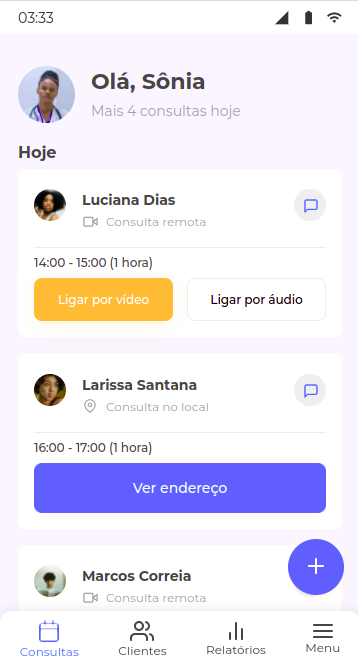 03:33
Olá, Sônia
Mais 4 consultas hoje
Hoje
Luciana Dias
Consulta remota
14:00 - 15:00 (1 hora)
Ligar por vídeo
Ligar por áudio
Larissa Santana
Consulta no local
16:00 - 17:00 (1 hora)
Ver endereço
Marcos Correia
Consulta remota
Consultas
Clientes
Relatórios
Menu